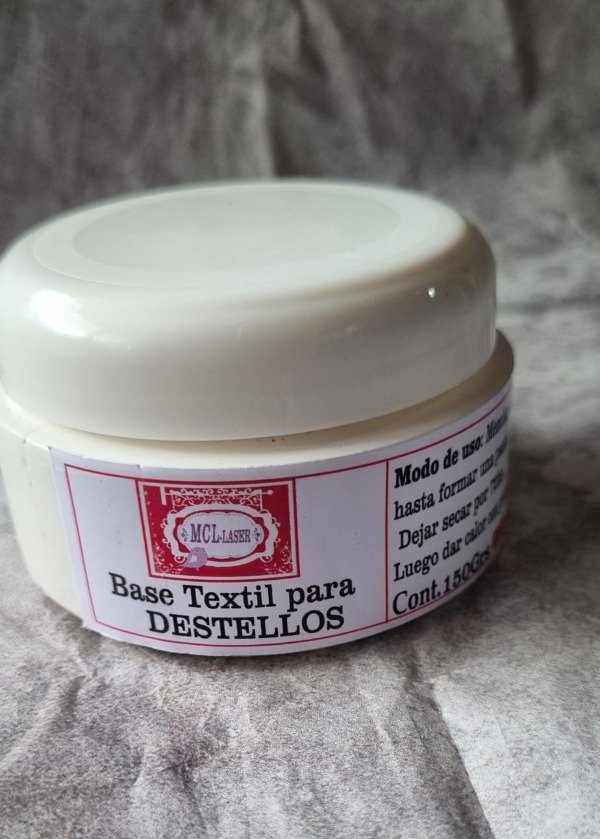 MCL-LASER
Base Textil para
DESTELLOS
Modo de uso:
hasta formar una
Dejar secar por
Luego dar calor
Cont.150Grs